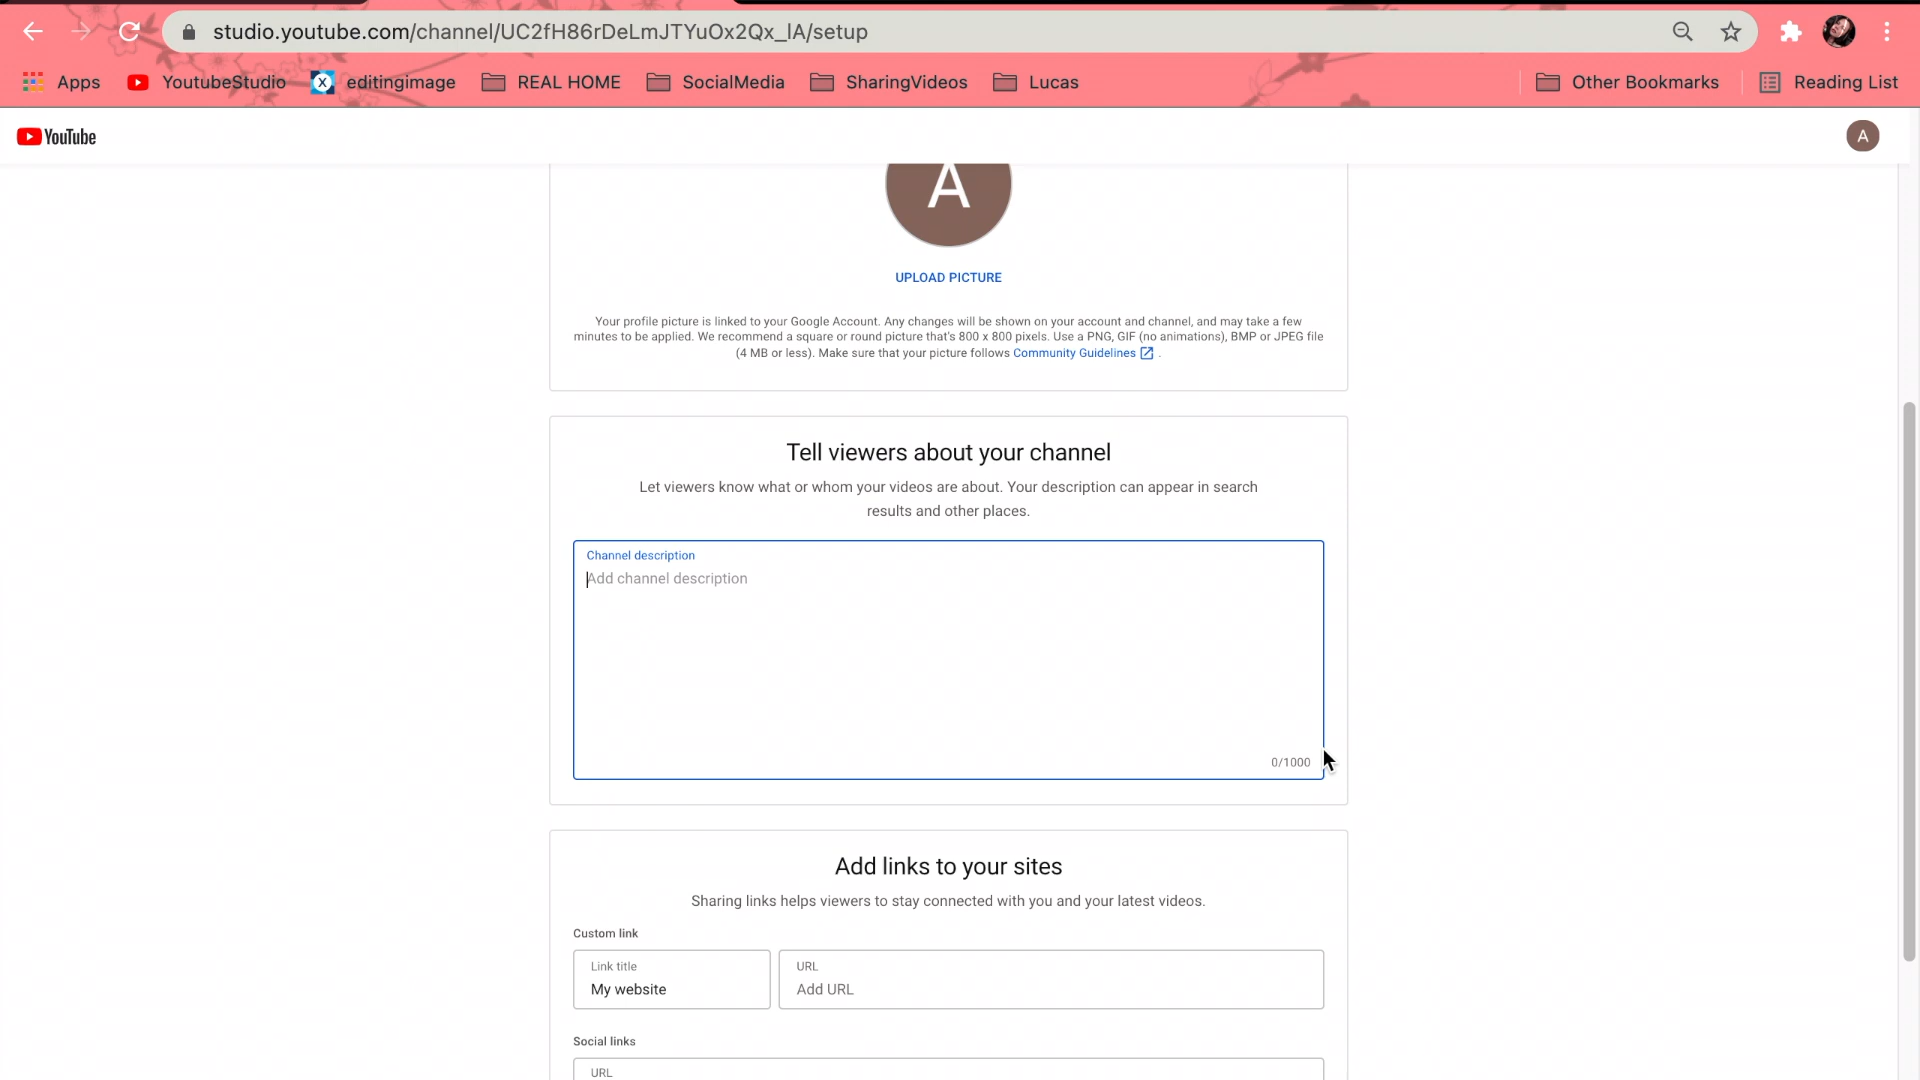 studio.youtube.com/channel/UC2fH86rDeLmJTYuOx2Qx_lA/setup
Apps YoutubeStudio editingimage REAL HOME SocialMedia SharingVideos Lucas Other Bookmarks Reading List
YouTube A
A
UPLOAD PICTURE
Your profile picture is linked to your Google Account. Any changes will be shown on your account and channel, and may take a few
minutes to be applied. We recommend a square or round picture that's 800 x 800 pixels. Use a PNG, GIF (no animations), BMP or JPEG file
(4 MB or less). Make sure that your picture follows Community Guidelines .
Tell viewers about your channel
Let viewers know what or whom your videos are about. Your description can appear in search
results and other places.
Channel description
Add channel description
0/1000
Add links to your sites
Sharing links helps viewers to stay connected with you and your latest videos.
Custom link
Link title URL
My website Add URL
Social links
URL